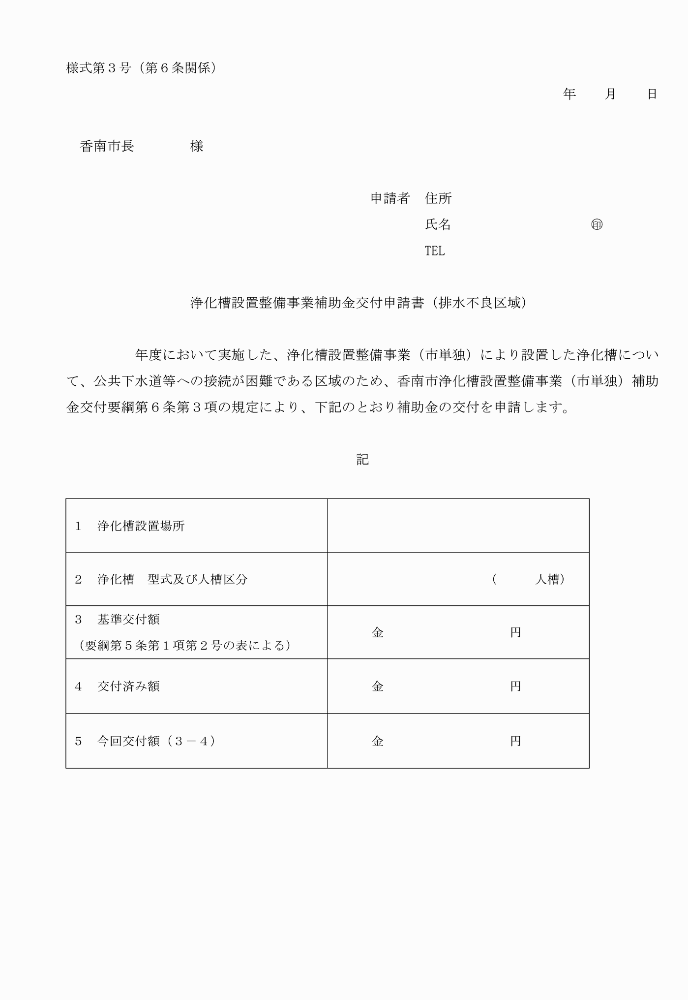 様式第３号（第６条関係）
年　　月　　日
香南市長　　　　様
申請者　住所
氏名　　　　　　　　　　㊞
TEL
浄化槽設置整備事業補助金交付申請書（排水不良区域）
年度において実施した、浄化槽設置整備事業（市単独）により設置した浄化槽につい
て、公共下水道等への接続が困難である区域のため、香南市浄化槽設置整備事業（市単独）補助
金交付要綱第６条第３項の規定により、下記のとおり補助金の交付を申請します。
記
１　浄化槽設置場所
２　浄化槽　型式及び人槽区分　　　（　　　人槽）
３　基準交付額
（要綱第５条第１項第２号の表による）　　　金　　　　　　　　　　円
４　交付済み額　　　金　　　　　　　　　　円
５　今回交付額（３－４）　　　金　　　　　　　　　　円